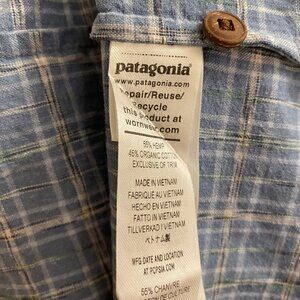 patagonia®
www.patagonia.com
Repair/Reuse/
Recycle
this product at
wornwear.com
55% HEMP
45% ORGANIC COTTON
EXCLUSIVE OF TRIM
MADE IN VIETNAM
FABRIQUÉ AU VIETNAM
HECHO EN VIETNAM
FATTO IN VIETNAM
TILLVERKAD I VIETNAM
ベトナム製
MFG DATE AND LOCATION
AT PCPSIA.COM
55% CHANVRE
DE CULTURE